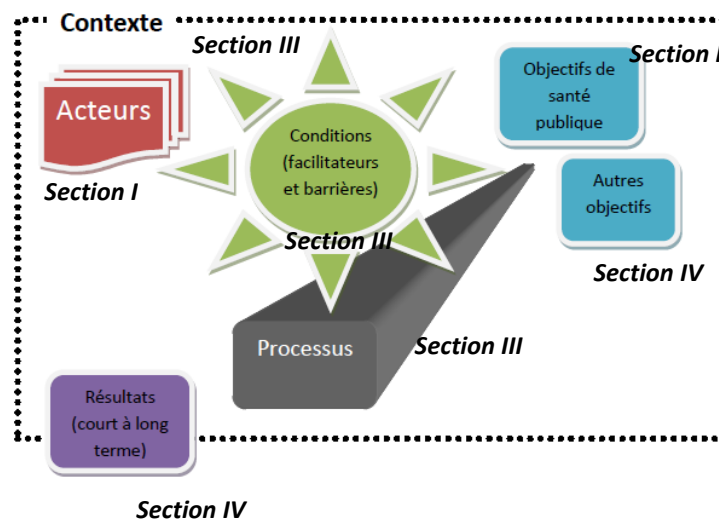 Contexte
Section III
Section I
Objectifs de
santé
publique
Acteurs
Section I
Conditions
(facilitateurs
et barrières)
Section III
Autres
objectifs
Section IV
Processus
Section III
Résultats
(court à long
terme)
Section IV